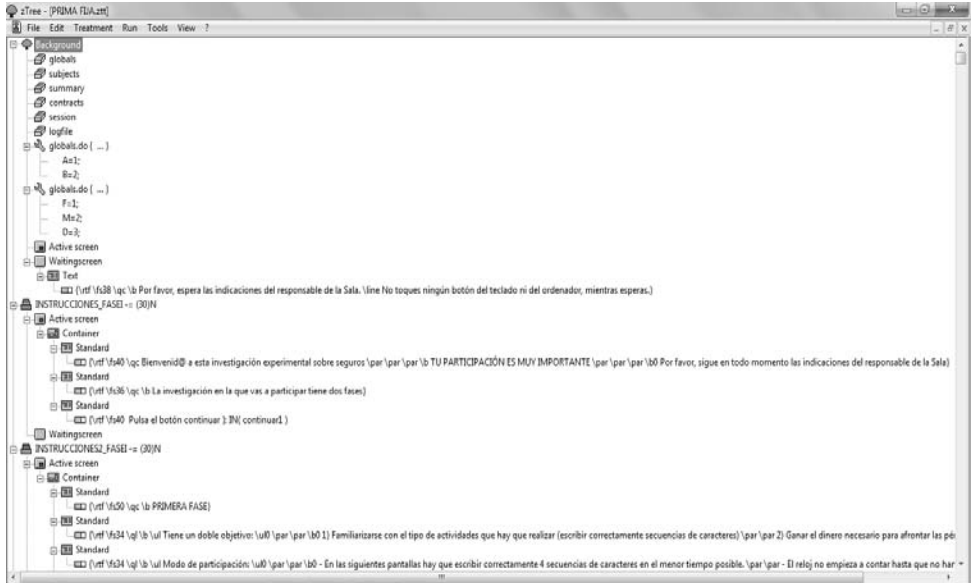 zTree - [PRIMA FIJA.ztt]
File Edit Treatment Run Tools View ?
Background
globals
subjects
summary
contracts
session
logfile
globals.do { ... }
A=1;
B=2;
globals.do { ... }
F=1;
M=2;
D=3;
Active screen
Waitingscreen
Text
{\rtf \fs38 \qc \b Por favor, espera las indicaciones del responsable de la Sala. \line No toques ningún botón del teclado ni del ordenador, mientras esperas.}
INSTRUCCIONES_FASEI -= (30)N
Active screen
Container
Standard
{\rtf \fs40 \qc Bienvenid@ a esta investigación experimental sobre seguros \par \par \par \b TU PARTICIPACIÓN ES MUY IMPORTANTE \par \par \par \b0 Por favor, sigue en todo momento las indicaciones del responsable de la Sala}
Standard
{\rtf \fs36 \qc \b La investigación en la que vas a participar tiene dos fases}
Standard
{\rtf \fs40 Pulsa el botón continuar }: IN( continuar1 )
Waitingscreen
INSTRUCCIONES2_FASEI -= (30)N
Active screen
Container
Standard
{\rtf \fs50 \qc \b PRIMERA FASE}
Standard
{\rtf \fs34 \ql \b \ul Tiene un doble objetivo: \ul0 \par \par \b0 1) Familiarizarse con el tipo de actividades que hay que realizar (escribir correctamente secuencias de caracteres) \par \par 2) Ganar el dinero necesario para afrontar las pé
Standard
{\rtf \fs34 \ql \b \ul Modo de participación: \ul0 \par \par \b0 - En las siguientes pantallas hay que escribir correctamente 4 secuencias de caracteres en el menor tiempo posible. \par \par - El reloj no empieza a contar hasta que no har